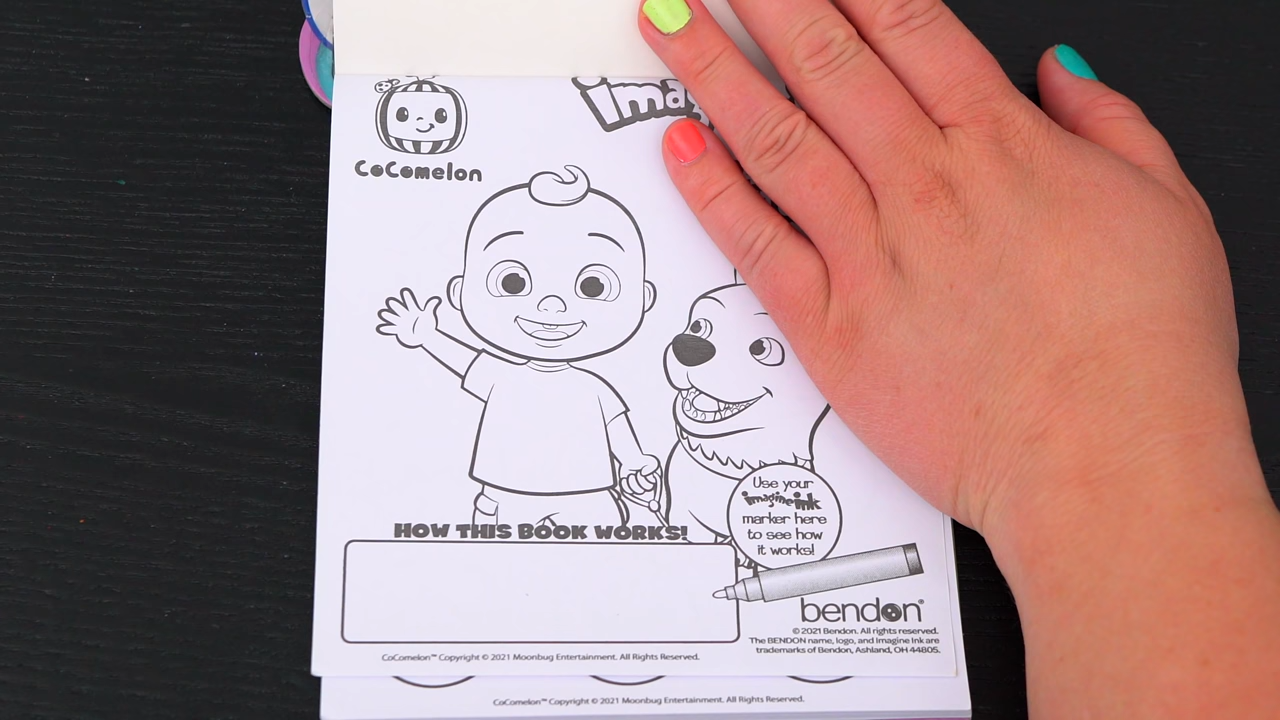 CoComelon
HOW THIS BOOK WORKS!
Use your
imagine ink
marker here
to see how
it works!
bendon®
© 2021 Bendon. All rights reserved.
The BENDON name, logo, and Imagine Ink are
trademarks of Bendon, Ashland, OH 44805.
CoComelon™ Copyright © 2021 Moonbug Entertainment. All Rights Reserved.
CoComelon™ Copyright © 2021 Moonbug Entertainment. All Rights Reserved.